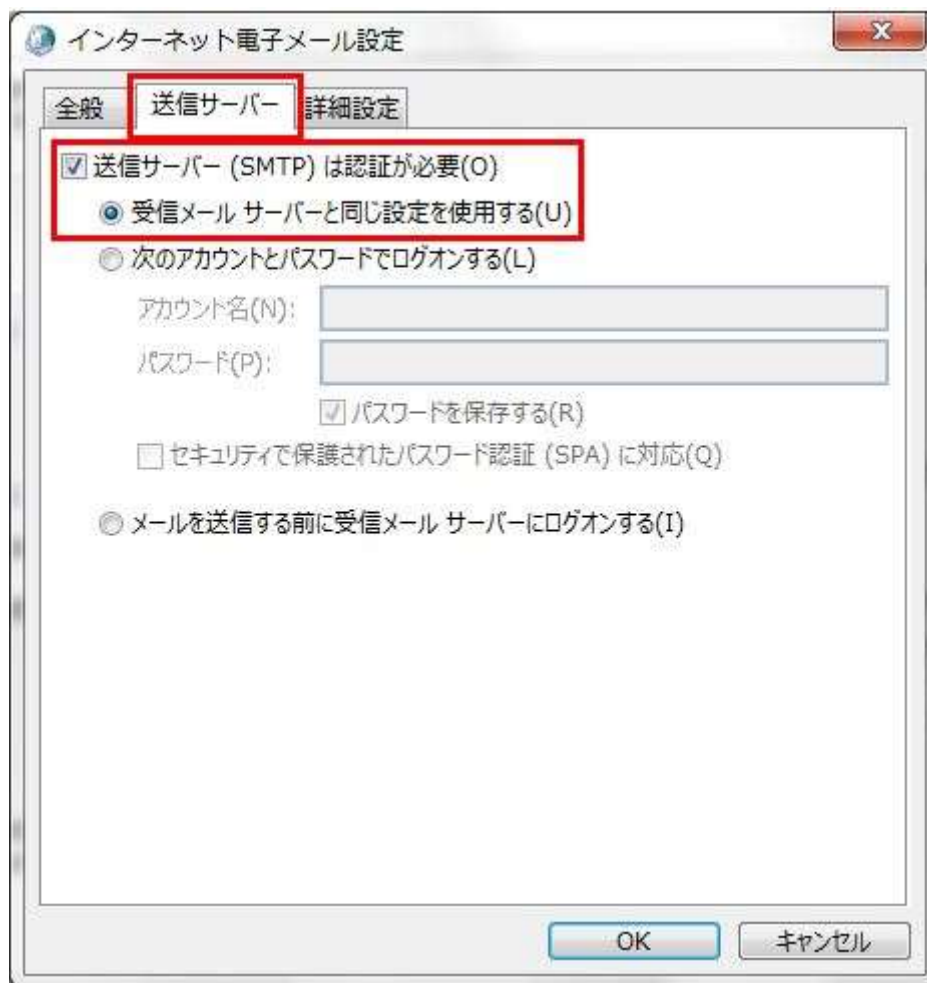 インターネット電子メール設定
全般 送信サーバー 詳細設定
送信サーバー (SMTP) は認証が必要(O)
受信メール サーバーと同じ設定を使用する(U)
次のアカウントとパスワードでログオンする(L)
アカウント名(N):
パスワード(P):
パスワードを保存する(R)
セキュリティで保護されたパスワード認証 (SPA) に対応(Q)
メールを送信する前に受信メール サーバーにログオンする(I)
OK キャンセル